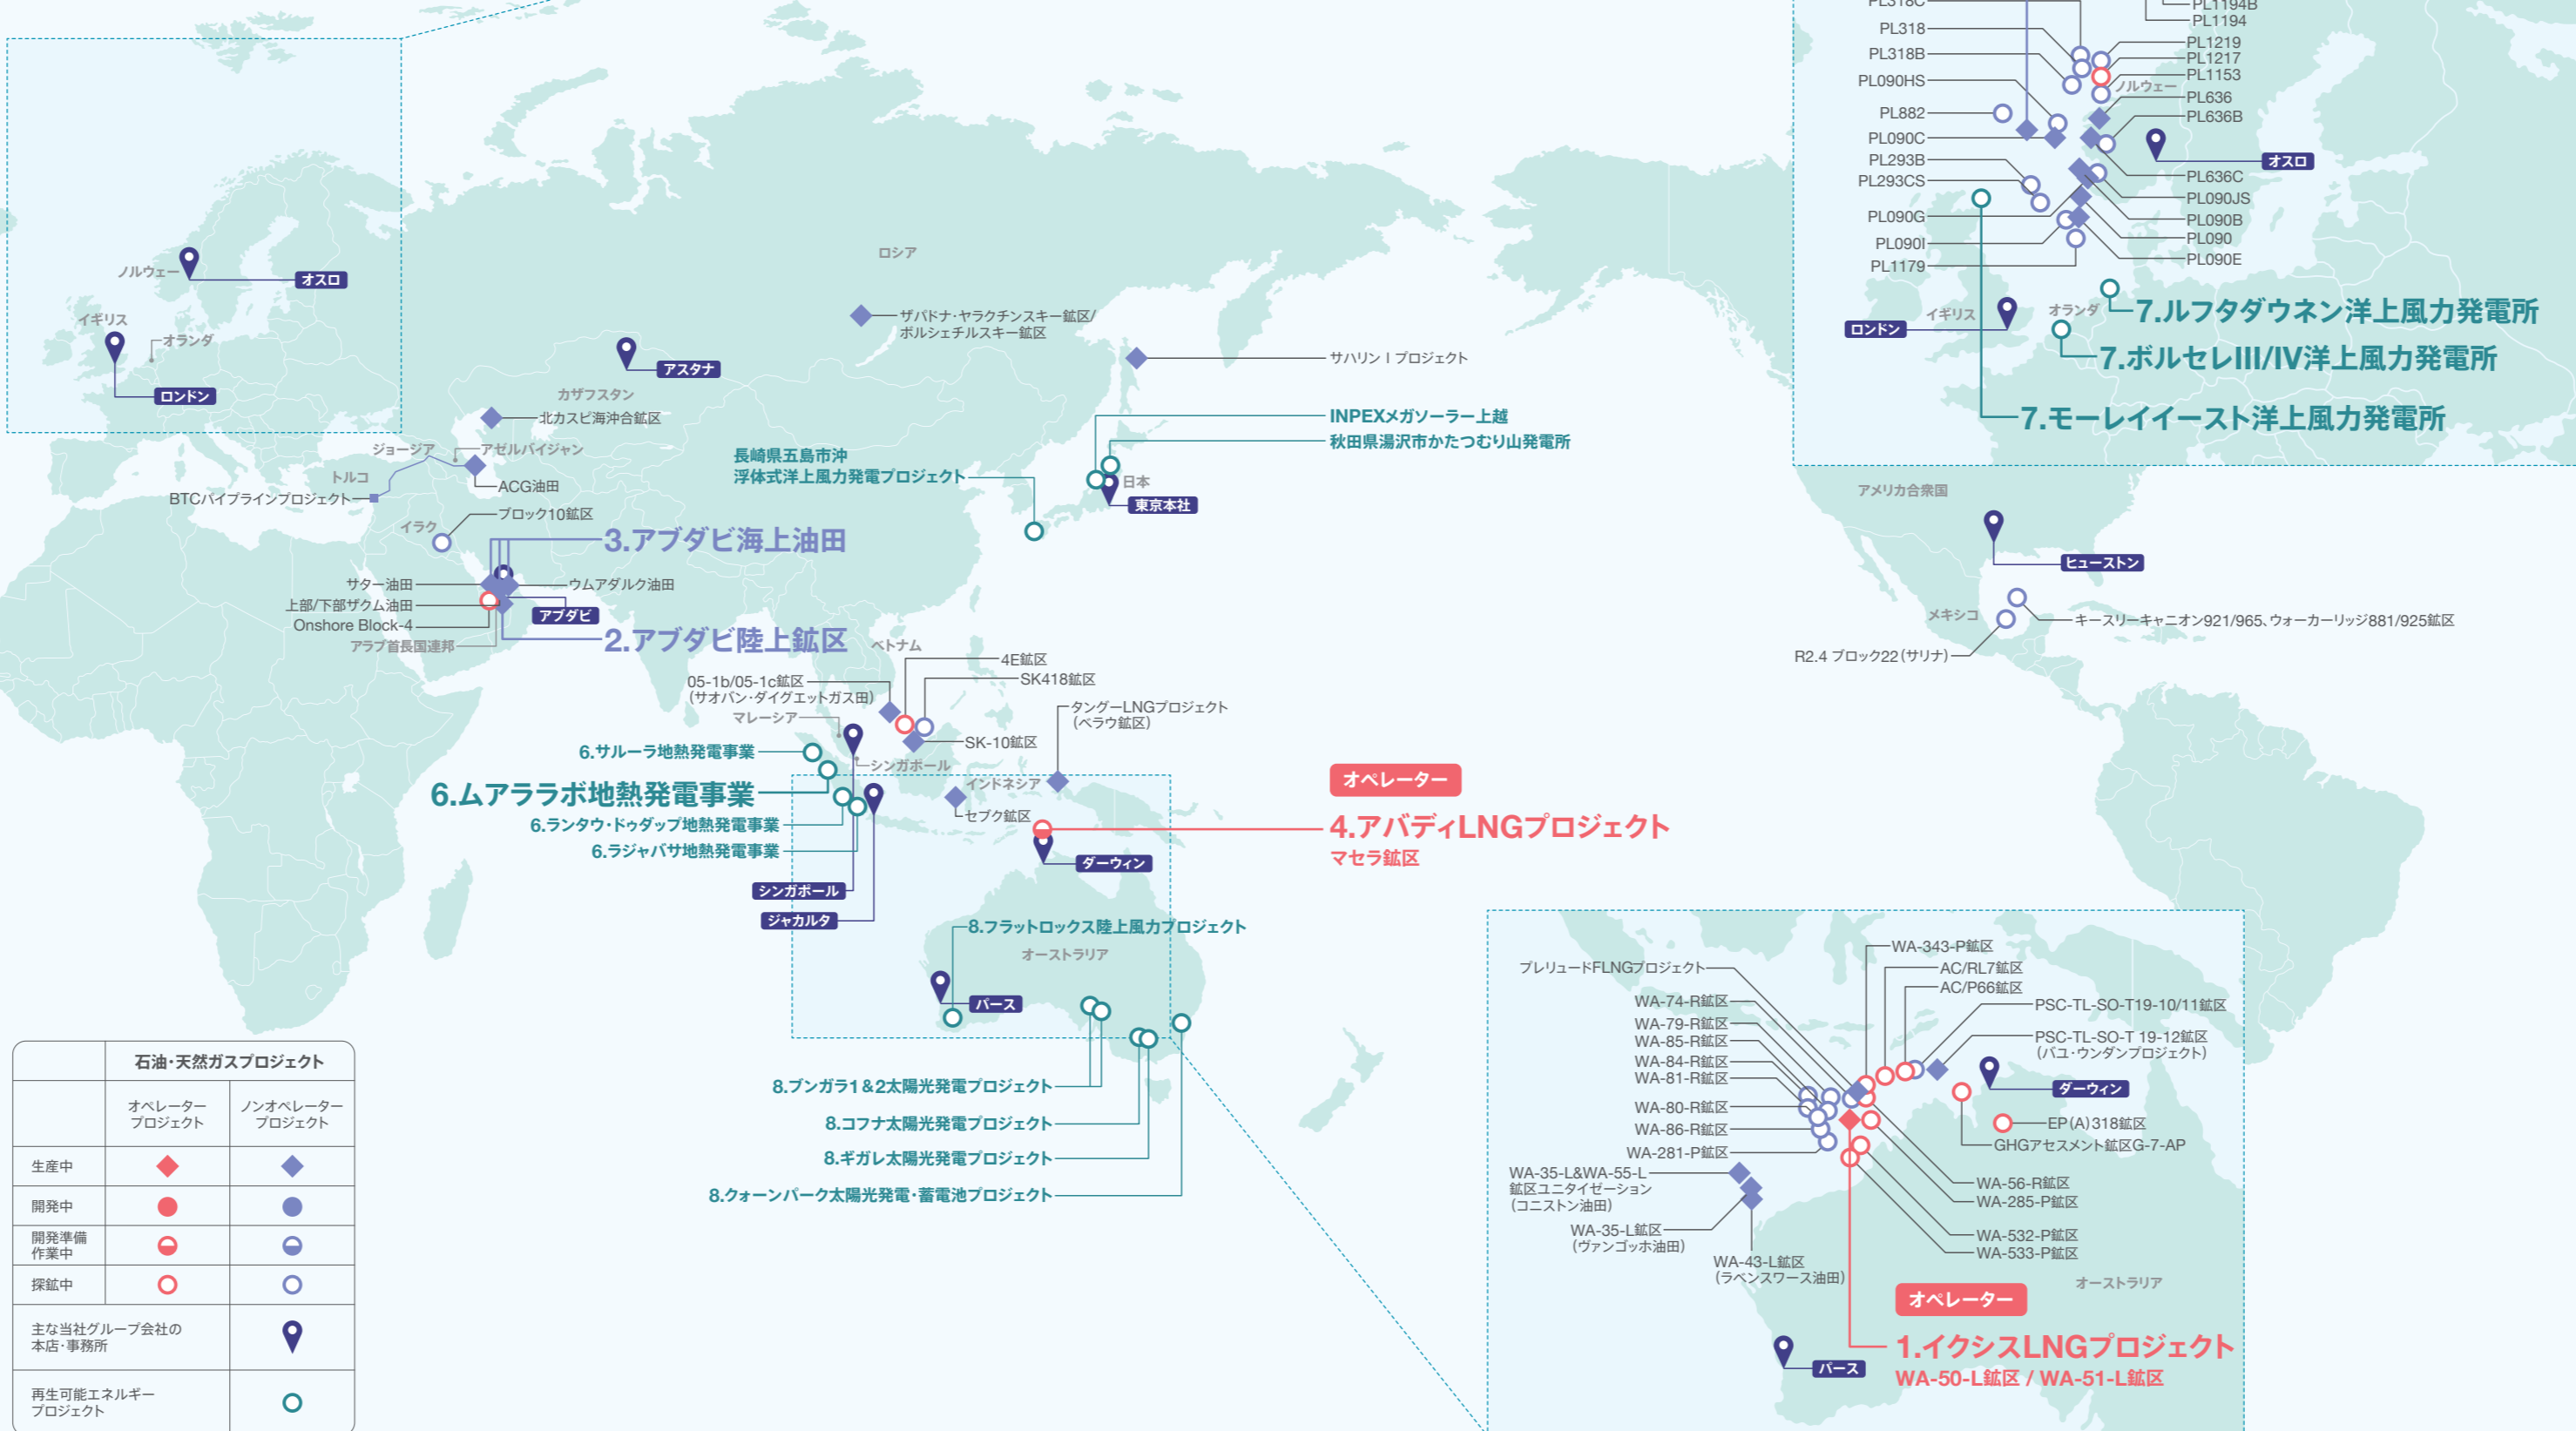 ノルウェー
オスロ
イギリス
オランダ
ロンドン
ロシア
ザパドナ・ヤラクチンスキー鉱区/
ボルシェチルスキー鉱区
サハリンⅠプロジェクト
アスタナ
カザフスタン
北カスピ海沖合鉱区
ジョージア
アゼルバイジャン
トルコ
ACG油田
BTCパイプラインプロジェクト
ブロック10鉱区
イラク
INPEXメガソーラー上越
秋田県湯沢市かたつむり山発電所
長崎県五島市沖
浮体式洋上風力発電プロジェクト
日本
東京本社
3.アブダビ海上油田
サター油田
ウムアダルク油田
上部/下部ザクム油田
アブダビ
Onshore Block-4
アラブ首長国連邦
2.アブダビ陸上鉱区
ベトナム
4E鉱区
SK418鉱区
05-1b/05-1c鉱区
(サオバン・ダイグエットガス田)
マレーシア
タングーLNGプロジェクト
(ベラウ鉱区)
SK-10鉱区
シンガポール
インドネシア
セブク鉱区
6.サルーラ地熱発電事業
6.ムアララボ地熱発電事業
6.ランタウ・ドゥダップ地熱発電事業
6.ラジャバサ地熱発電事業
オペレーター
4.アバディLNGプロジェクト
マセラ鉱区
ダーウィン
シンガポール
ジャカルタ
8.フラットロックス陸上風力プロジェクト
オーストラリア
パース
8.ブンガラ1&2太陽光発電プロジェクト
8.コフナ太陽光発電プロジェクト
8.ギガレ太陽光発電プロジェクト
8.クォーンパーク太陽光発電・蓄電池プロジェクト
PL318C
PL318
PL318B
PL090HS
PL882
PL090C
PL293B
PL293CS
PL090G
PL090I
PL1179
PL1194B
PL1194
PL1219
PL1217
PL1153
ノルウェー
PL636
PL636B
オスロ
PL636C
PL090JS
PL090B
PL090
PL090E
イギリス
ロンドン
オランダ
7.ルフタダウネン洋上風力発電所
7.ボルセレIII/IV洋上風力発電所
7.モーレイイースト洋上風力発電所
アメリカ合衆国
ヒューストン
メキシコ
キースリーキャニオン921/965、ウォーカーリッジ881/925鉱区
R2.4 ブロック22(サリナ)
WA-343-P鉱区
AC/RL7鉱区
AC/P66鉱区
PSC-TL-SO-T19-10/11鉱区
PSC-TL-SO-T 19-12鉱区
(バユ・ウンダンプロジェクト)
プレリュードFLNGプロジェクト
WA-74-R鉱区
WA-79-R鉱区
WA-85-R鉱区
WA-84-R鉱区
WA-81-R鉱区
WA-80-R鉱区
WA-86-R鉱区
WA-281-P鉱区
WA-35-L&WA-55-L
鉱区ユニタイゼーション
(コニストン油田)
WA-35-L鉱区
(ヴァンゴッホ油田)
WA-43-L鉱区
(ラベンスワース油田)
ダーウィン
EP(A)318鉱区
GHGアセスメント鉱区G-7-AP
WA-56-R鉱区
WA-285-P鉱区
WA-532-P鉱区
WA-533-P鉱区
オーストラリア
オペレーター
1.イクシスLNGプロジェクト
WA-50-L鉱区 / WA-51-L鉱区
パース
石油・天然ガスプロジェクト
オペレーター
プロジェクト
ノンオペレーター
プロジェクト
生産中
開発中
開発準備
作業中
探鉱中
主な当社グループ会社の
本店・事務所
再生可能エネルギー
プロジェクト